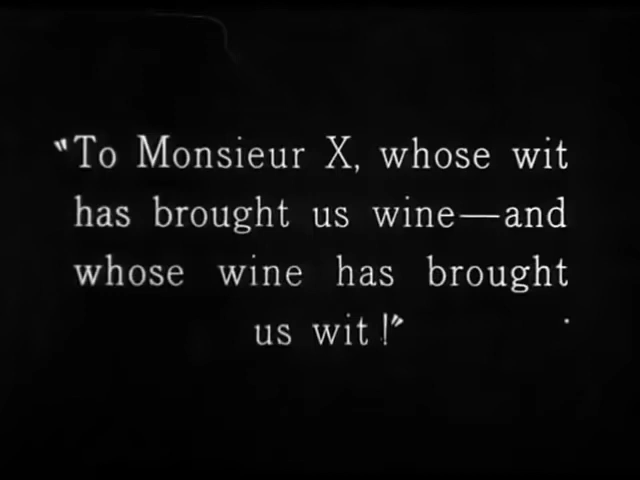 "To Monsieur X, whose wit
has brought us wine—and
whose wine has brought
us wit!"